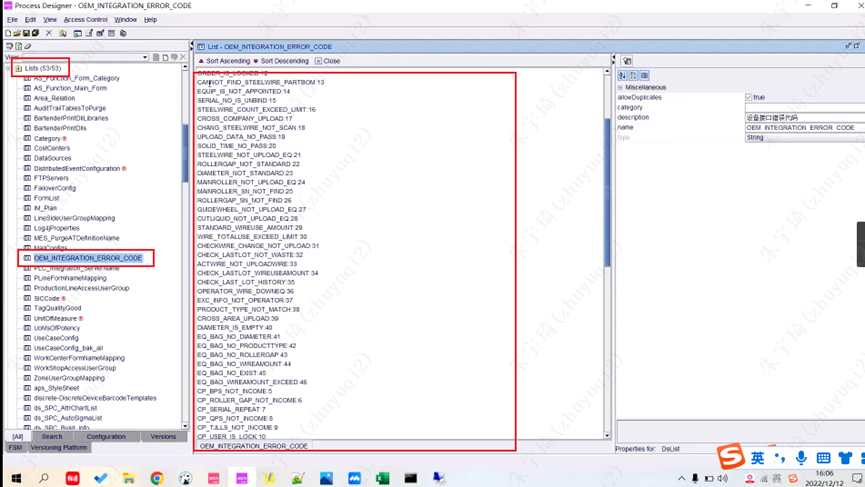 Process Designer - OEM_INTEGRATION_ERROR_CODE
File Edit View Access Control Window Help
View
Lists (53/53)
AS_Function_Form_Category
AS_Function_Main_Form
Area_Relation
AuditTrailTablesToPurge
BartenderPrintDllLibraries
BartenderPrintDlls
Category
CostCenters
DataSources
DistributedEventConfiguration
FTPServers
FailoverConfig
FormList
IM_Plan
LineSideUserGroupMapping
Log4jProperties
MES_PurgeATDefinitionName
MailConfigs
OEM_INTEGRATION_ERROR_CODE
PLC_Integration_ServerName
PLineFormNameMapping
ProductionLineAccessUserGroup
SICCode
TagQualityGood
UnitOfMeasure
UoMsOfPotency
UseCaseConfig
UseCaseConfig_bak_all
WorkCenterFormNameMapping
WorkShopAccessUserGroup
ZoneUserGroupMapping
aps_StyleSheet
discrete-DiscreteDeviceBarcodeTemplates
ds_SPC_AttrChartList
ds_SPC_AutoSigmaList
ds_SPC_Build_Info
[All] Search Configuration Versions
FSM Versioning Platform
List - OEM_INTEGRATION_ERROR_CODE
Sort Ascending Sort Descending Close
ORDER_IS_LOCKED:12
CANNOT_FIND_STEELWIRE_PARTBOM:13
EQUIP_IS_NOT_APPOINTED:14
SERIAL_NO_IS_UNBIND:15
STEELWIRE_COUNT_EXCEED_LIMIT:16
CROSS_COMPANY_UPLOAD:17
CHANG_STEELWIRE_NOT_SCAN:18
UPLOAD_DATA_NO_PASS:19
SOLID_TIME_NO_PASS:20
STEELWIRE_NOT_UPLOAD_EQ:21
ROLLERGAP_NOT_STANDARD:22
DIAMETER_NOT_STANDARD:23
MAINROLLER_NOT_UPLOAD_EQ:24
MAINROLLER_SN_NOT_FIND:25
ROLLERGAP_SN_NOT_FIND:26
GUIDEWHEEL_NOT_UPLOAD_EQ:27
CUTLIQUID_NOT_UPLOAD_EQ:28
STANDARD_WIREUSE_AMOUNT:29
WIRE_TOTALUSE_EXCEED_LIMIT:30
CHECKWIRE_CHANGE_NOT_UPLOAD:31
CHECK_LASTLOT_NOT_WASTE:32
ACTWIRE_NOT_UPLOADWIRE:33
CHECK_LASTLOT_WIREUSEAMOUNT:34
CHECK_LAST_LOT_HISTORY:35
OPERATOR_WIRE_DOWNEQ:36
EXC_INFO_NOT_OPERATOR:37
PRODUCT_TYPE_NOT_MATCH:38
CROSS_AREA_UPLOAD:39
DIAMETER_IS_EMPTY:40
EQ_BAG_NO_DIAMETER:41
EQ_BAG_NO_PRODUCTTYPE:42
EQ_BAG_NO_ROLLERGAP:43
EQ_BAG_NO_WIREAMOUNT:44
EQ_BAG_NO_EXIST:45
EQ_BAG_WIREAMOUNT_EXCEED:46
CP_BPS_NOT_INCOME:5
CP_ROLLER_GAP_NOT_INCOME:6
CP_SERIAL_REPEAT:7
CP_QPS_NOT_INCOME:8
CP_TJLLS_NOT_INCOME:9
CP_USER_IS_LOCK:10
OEM_INTEGRATION_ERROR_CODE
Miscellaneous
allowDuplicates true
category
description 设备接口错误代码
name OEM_INTEGRATION_ERROR_CODE
type String
Properties for: DsList
英
16:06
2022/12/12
朱宇琦 (zhuyuqi2)